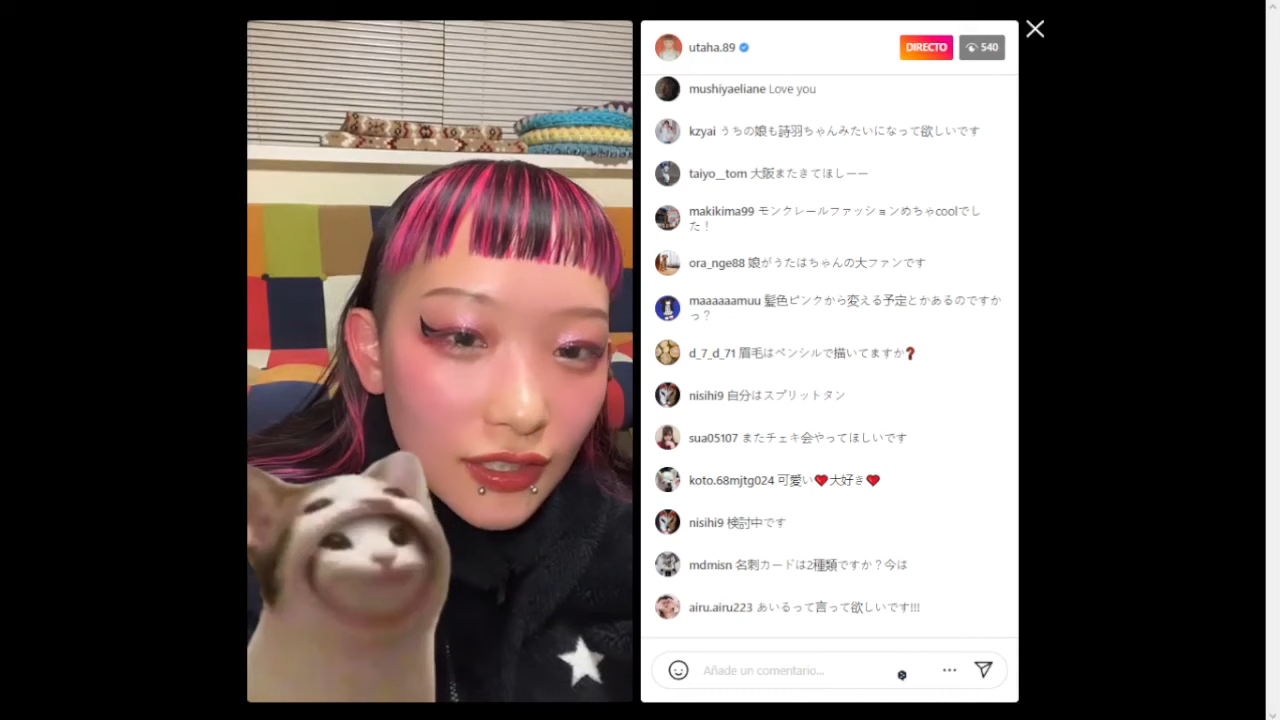 utaha.89
DIRECTO
540
mushiyaeliane Love you
kzyai うちの娘も詩羽ちゃんみたいになって欲しいです
taiyo__tom 大阪またきてほしーー
makikima99 モンクレールファッションめちゃcoolでし
た！
ora_nge88 娘がうたはちゃんの大ファンです
maaaaaamuu 髪色ピンクから変える予定とかあるのですか
っ？
d_7_d_71 眉毛はペンシルで描いてますか❓
nisihi9 自分はスプリットタン
sua05107 またチェキ会やってほしいです
koto.68mjtg024 可愛い❤️大好き❤️
nisihi9 検討中です
mdmisn 名刺カードは2種類ですか？今は
airu.airu223 あいるって言って欲しいです!!!
Añade un comentario...